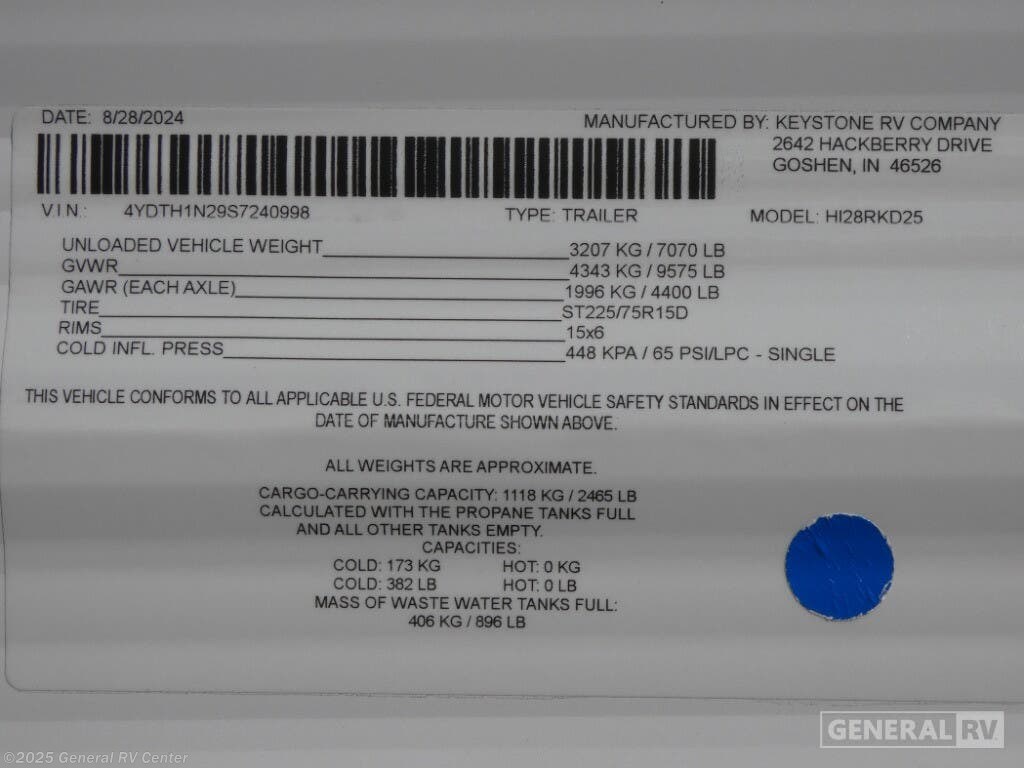 DATE: 8/28/2024
MANUFACTURED BY: KEYSTONE RV COMPANY
2642 HACKBERRY DRIVE
GOSHEN, IN 46526
V.I.N.: 4YDTH1N29S7240998 TYPE: TRAILER MODEL: HI28RKD25
UNLOADED VEHICLE WEIGHT 3207 KG / 7070 LB
GVWR 4343 KG / 9575 LB
GAWR (EACH AXLE) 1996 KG / 4400 LB
TIRE ST225/75R15D
RIMS 15x6
COLD INFL. PRESS 448 KPA / 65 PSI/LPC - SINGLE
THIS VEHICLE CONFORMS TO ALL APPLICABLE U.S. FEDERAL MOTOR VEHICLE SAFETY STANDARDS IN EFFECT ON THE
DATE OF MANUFACTURE SHOWN ABOVE.
ALL WEIGHTS ARE APPROXIMATE.
CARGO-CARRYING CAPACITY: 1118 KG / 2465 LB
CALCULATED WITH THE PROPANE TANKS FULL
AND ALL OTHER TANKS EMPTY.
CAPACITIES:
COLD: 173 KG HOT: 0 KG
COLD: 382 LB HOT: 0 LB
MASS OF WASTE WATER TANKS FULL:
406 KG / 896 LB
GENERAL RV
©2025 General RV Center